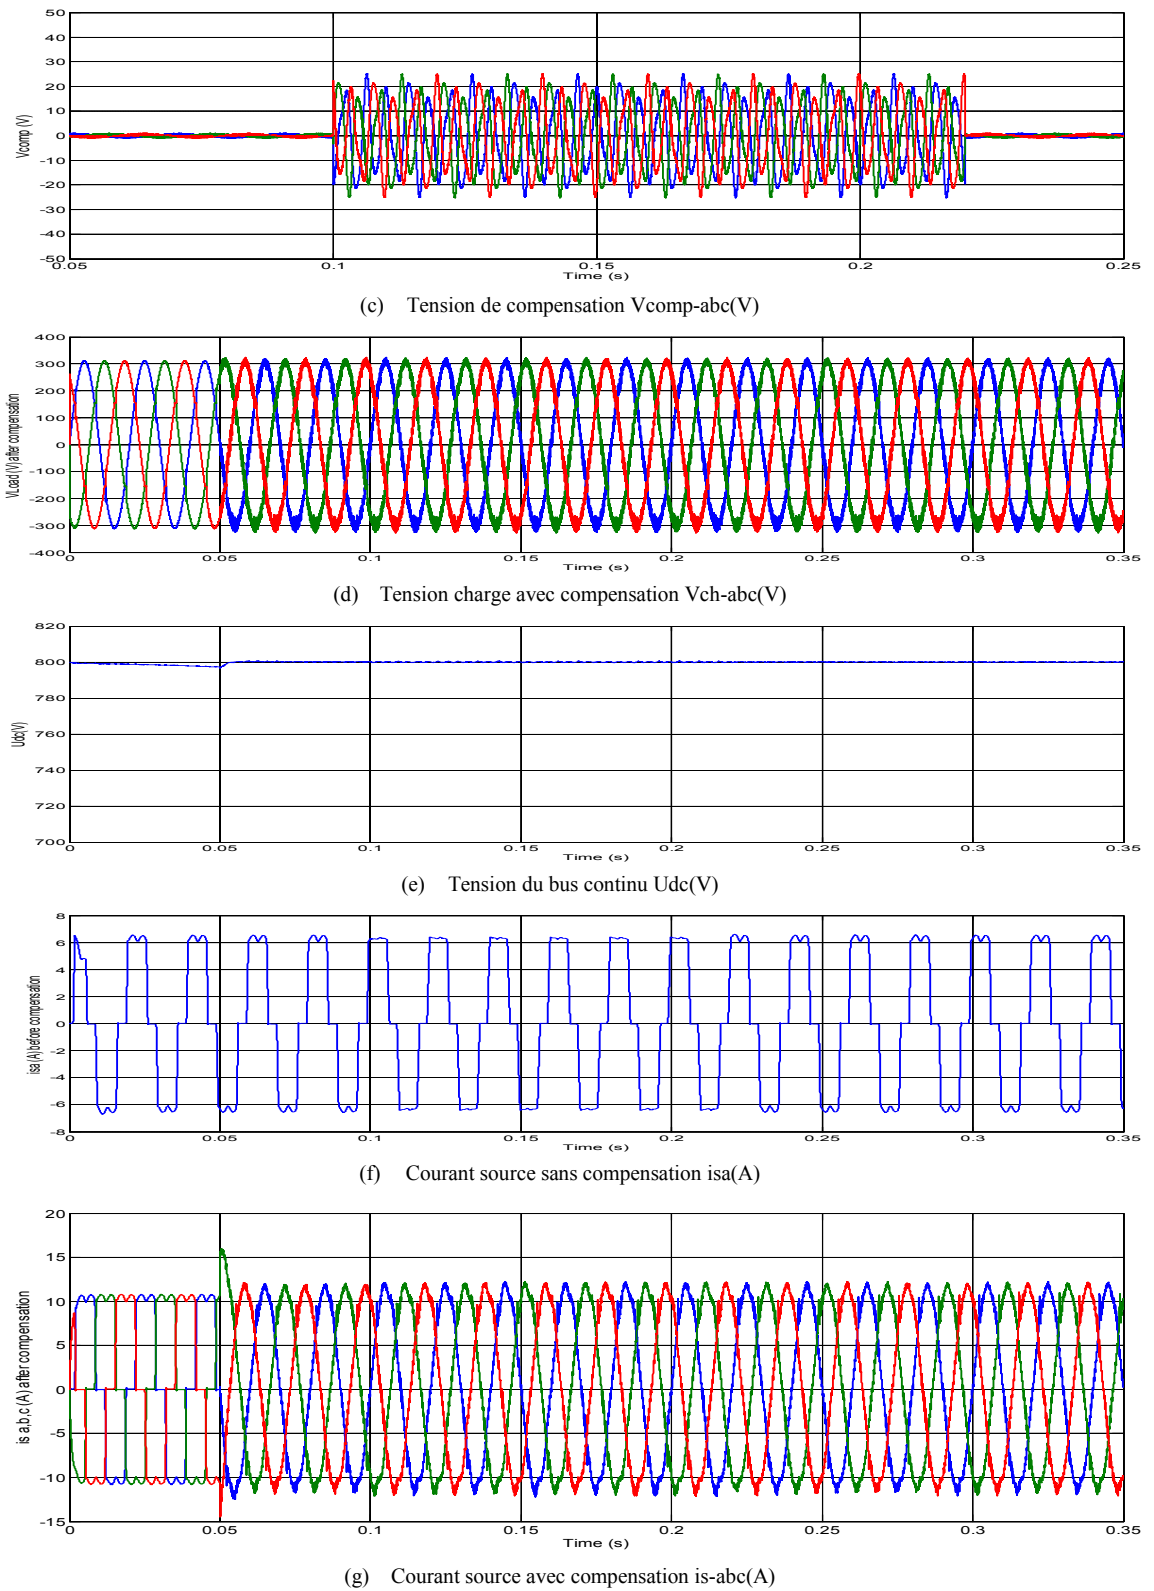 50
40
30
20
10
0
-10
-20
-30
-40
-50
Vcomp (V)
0.05 0.1 0.15 0.2 0.25
Time (s)
(c) Tension de compensation Vcomp-abc(V)
400
300
200
100
0
-100
-200
-300
-400
VLoad (V) after compensation
0 0.05 0.1 0.15 0.2 0.25 0.3 0.35
Time (s)
(d) Tension charge avec compensation Vch-abc(V)
820
800
780
760
740
720
700
Udc(V)
0 0.05 0.1 0.15 0.2 0.25 0.3 0.35
Time (s)
(e) Tension du bus continu Udc(V)
8
6
4
2
0
-2
-4
-6
-8
isa (A) before compensation
0 0.05 0.1 0.15 0.2 0.25 0.3 0.35
Time (s)
(f) Courant source sans compensation isa(A)
20
15
10
5
0
-5
-10
-15
is a,b,c (A) after compensation
0 0.05 0.1 0.15 0.2 0.25 0.3 0.35
Time (s)
(g) Courant source avec compensation is-abc(A)